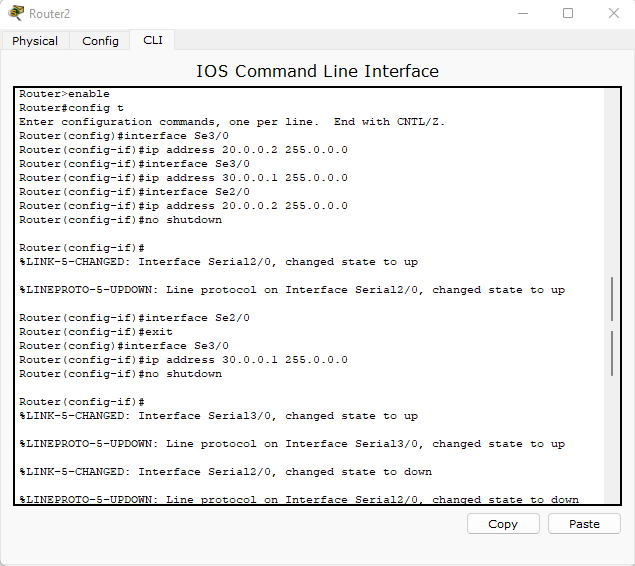 Router2
Physical Config CLI
IOS Command Line Interface
Router>enable
Router#config t
Enter configuration commands, one per line.  End with CNTL/Z.
Router(config)#interface Se3/0
Router(config-if)#ip address 20.0.0.2 255.0.0.0
Router(config-if)#interface Se3/0
Router(config-if)#ip address 30.0.0.1 255.0.0.0
Router(config-if)#interface Se2/0
Router(config-if)#ip address 20.0.0.2 255.0.0.0
Router(config-if)#no shutdown
Router(config-if)#
%LINK-5-CHANGED: Interface Serial2/0, changed state to up
%LINEPROTO-5-UPDOWN: Line protocol on Interface Serial2/0, changed state to up
Router(config-if)#interface Se2/0
Router(config-if)#exit
Router(config)#interface Se3/0
Router(config-if)#ip address 30.0.0.1 255.0.0.0
Router(config-if)#no shutdown
Router(config-if)#
%LINK-5-CHANGED: Interface Serial3/0, changed state to up
%LINEPROTO-5-UPDOWN: Line protocol on Interface Serial3/0, changed state to up
%LINK-5-CHANGED: Interface Serial2/0, changed state to down
%LINEPROTO-5-UPDOWN: Line protocol on Interface Serial2/0, changed state to down
Copy Paste